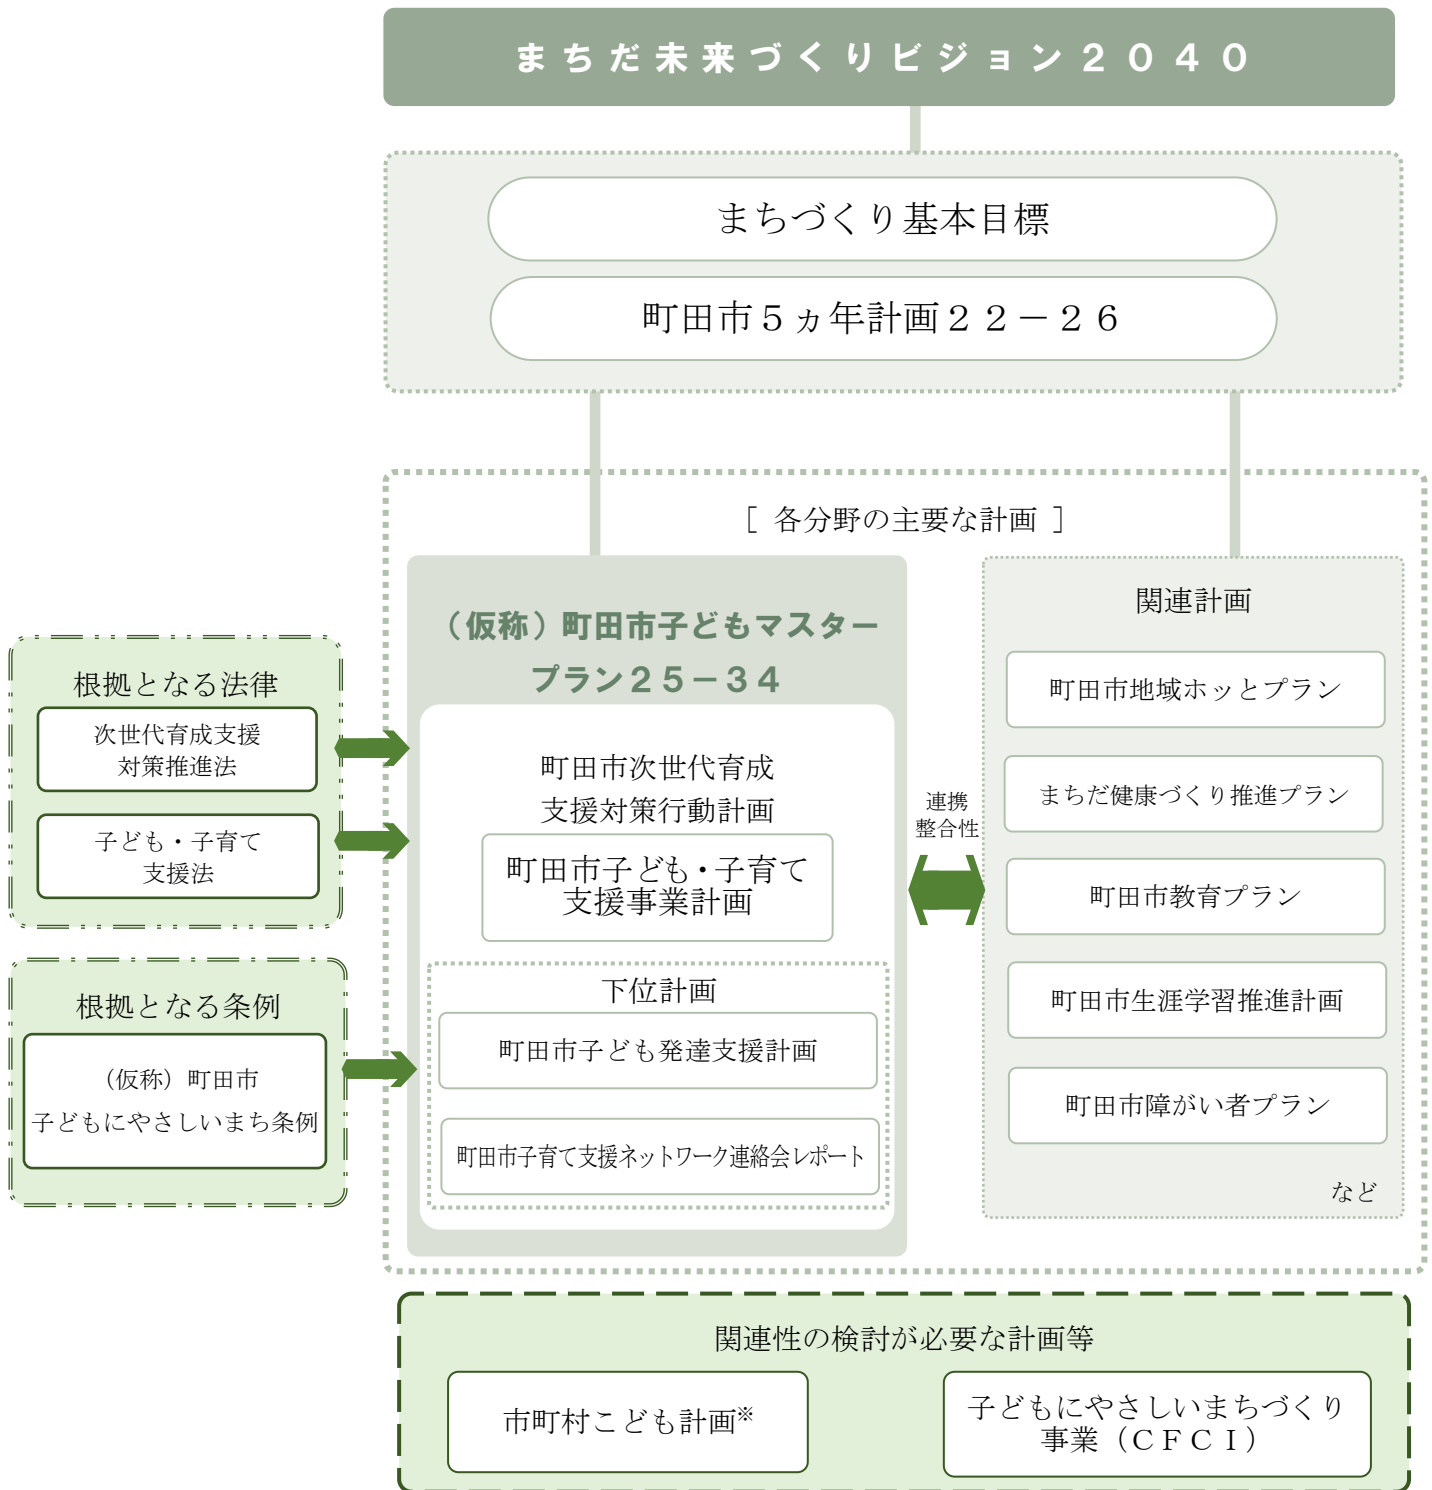 まちだ未来づくりビジョン２０４０
まちづくり基本目標
町田市５ヵ年計画２２－２６
［ 各分野の主要な計画 ］
（仮称）町田市子どもマスター
プラン２５－３４
町田市次世代育成
支援対策行動計画
町田市子ども・子育て
支援事業計画
下位計画
町田市子ども発達支援計画
町田市子育て支援ネットワーク連絡会レポート
根拠となる法律
次世代育成支援
対策推進法
子ども・子育て
支援法
根拠となる条例
（仮称）町田市
子どもにやさしいまち条例
連携
整合性
関連計画
町田市地域ホッとプラン
まちだ健康づくり推進プラン
町田市教育プラン
町田市生涯学習推進計画
町田市障がい者プラン
など
関連性の検討が必要な計画等
市町村こども計画※
子どもにやさしいまちづくり
事業（ＣＦＣＩ）